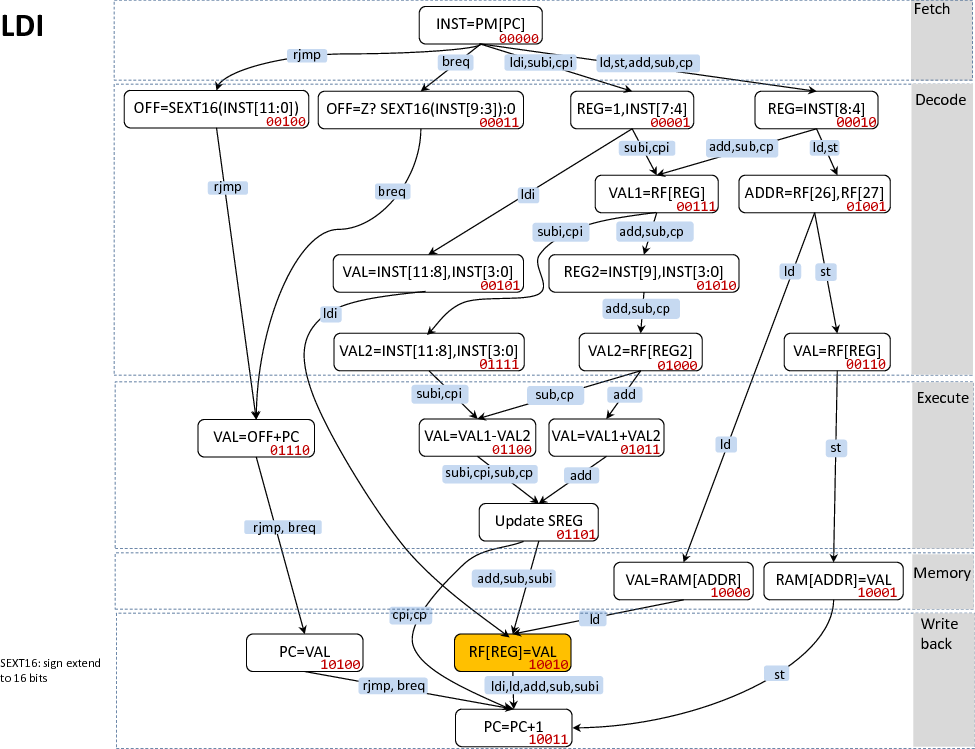 LDI
Fetch
INST=PM[PC]
00000
rjmp
breq
ldi,subi,cpi
ld,st,add,sub,cp
Decode
OFF=SEXT16(INST[11:0])
00100
OFF=Z? SEXT16(INST[9:3]):0
00011
REG=1,INST[7:4]
00001
REG=INST[8:4]
00010
subi,cpi
add,sub,cp
ld,st
rjmp
breq
ldi
VAL1=RF[REG]
00111
ADDR=RF[26],RF[27]
01001
subi,cpi
add,sub,cp
VAL=INST[11:8],INST[3:0]
00101
REG2=INST[9],INST[3:0]
01010
ld
st
ldi
add,sub,cp
VAL2=INST[11:8],INST[3:0]
01111
VAL2=RF[REG2]
01000
VAL=RF[REG]
00110
Execute
subi,cpi
sub,cp
add
VAL=OFF+PC
01110
VAL=VAL1-VAL2
01100
VAL=VAL1+VAL2
01011
ld
st
subi,cpi,sub,cp
add
Update SREG
01101
rjmp, breq
Memory
add,sub,subi
VAL=RAM[ADDR]
10000
RAM[ADDR]=VAL
10001
cpi,cp
ld
Write
back
PC=VAL
10100
RF[REG]=VAL
10010
SEXT16: sign extend
to 16 bits
rjmp, breq
ldi,ld,add,sub,subi
st
PC=PC+1
10011